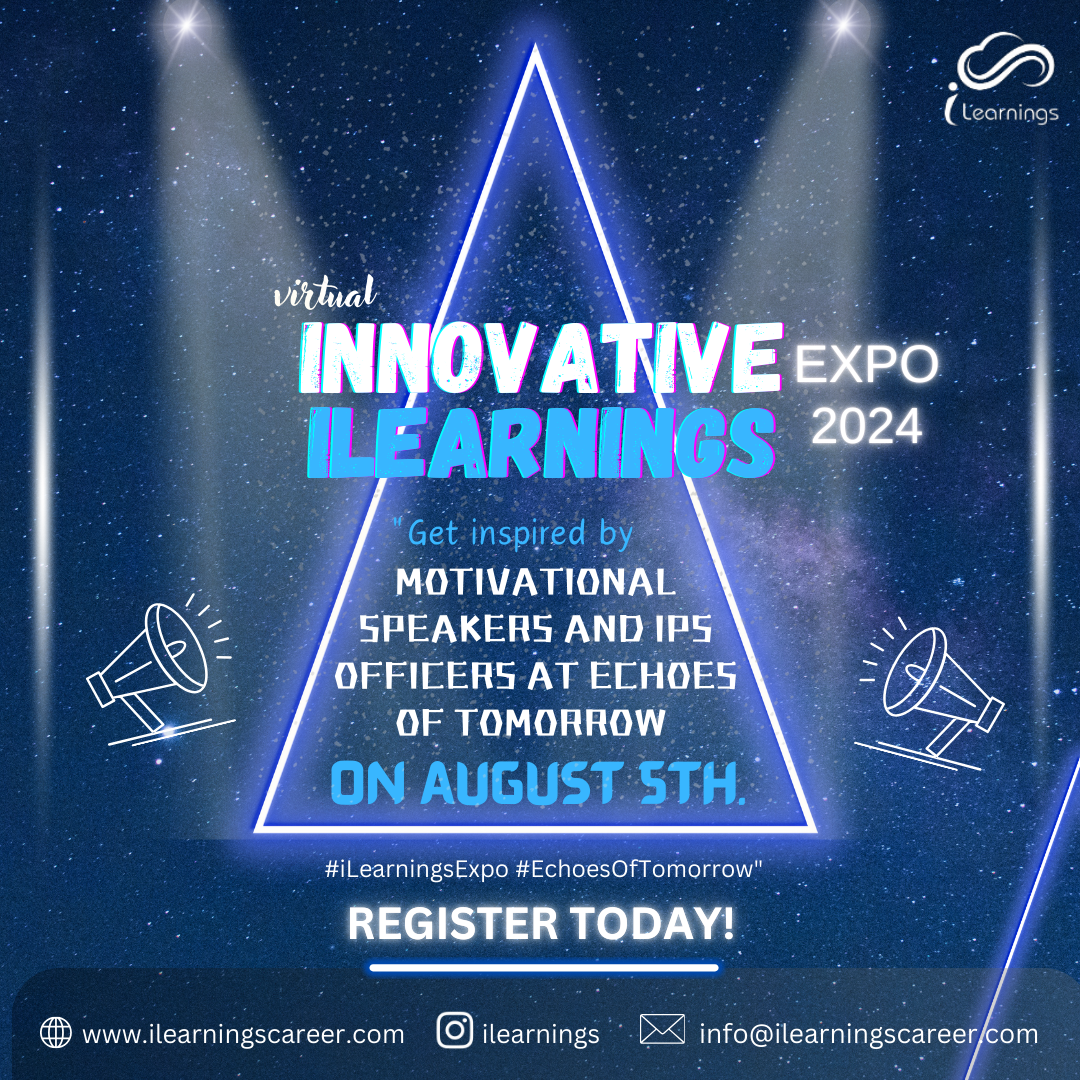 i Learnings
virtual
INNOVATIVE
ILEARNINGS
EXPO
2024
"Get inspired by
MOTIVATIONAL
SPEAKERS AND IPS
OFFICERS AT ECHOES
OF TOMORROW
ON AUGUST 5TH.
#iLearningsExpo #EchoesOfTomorrow"
REGISTER TODAY!
www.ilearningscareer.com ilearnings info@ilearningscareer.com